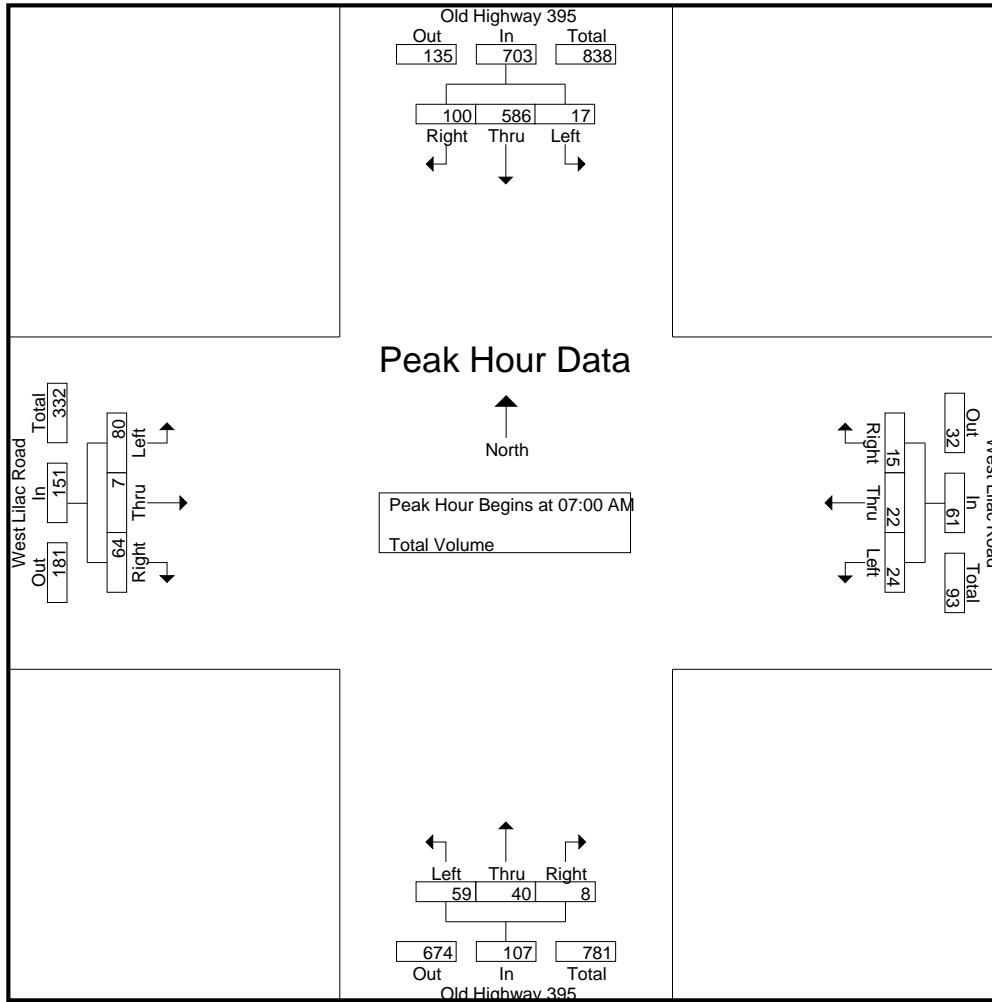 Old Highway 395
Out In Total
135 703 838
100 586 17
Right Thru Left
Peak Hour Data
North
Peak Hour Begins at 07:00 AM
Total Volume
West Lilac Road
Out In Total
181 151 332
64 7 80
Right Thru Left
West Lilac Road
Out In Total
32 61 93
15 22 24
Right Thru Left
Left Thru Right
59 40 8
674 107 781
Out In Total
Old Highway 395